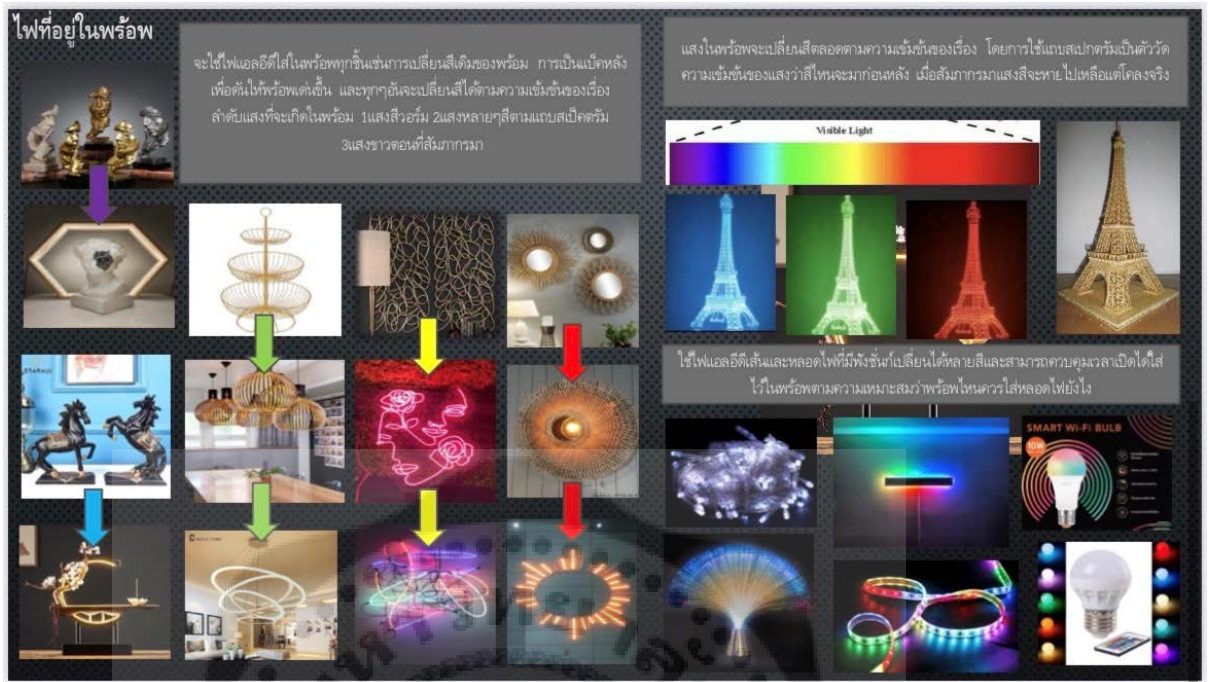 ไฟที่อยู่ในพร้อพ
จะใช้ไฟแอลอีดีใส่ในพร้อพทุกชิ้นเช่นการเปลี่ยนสีเดิมของพร้อม การเป็นแบ็คหลัง
เพื่อดันให้พร้อพเด่นขึ้น และทุกๆอันจะเปลี่ยนสีได้ตามความเข้มข้นของเรื่อง
ลำดับแสงที่จะเกิดในพร้อม 1แสงสีวอร์ม 2แสงหลายๆสีตามแถบสเป็คตรัม
3แสงขาวตอนที่สัมภากรมา
แสงในพร้อพจะเปลี่ยนสีตลอดตามความเข้มข้นของเรื่อง โดยการใช้แถบสเปกตรัมเป็นตัววัด
ความเข้มข้นของแสงว่าสีไหนจะมาก่อนหลัง เมื่อสัมภากรมาแสงสีจะหายไปเหลือแต่โคลงจริง
Visible Light
ใช้ไฟแอลอีดีเส้นและหลอดไฟที่มีฟังชั่นก์เปลี่ยนได้หลายสีและสามารถควบคุมเวลาเปิดได้ใส่
ไว้ในพร้อพตามความเหมาะสมว่าพร้อพไหนควรใส่หลอดไฟยังไง
SMART Wi-Fi BULB
10W